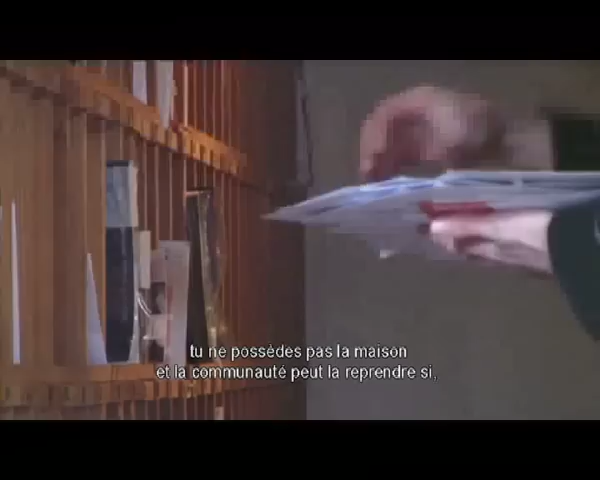 tu ne possèdes pas la maison
et la communauté peut la reprendre si,